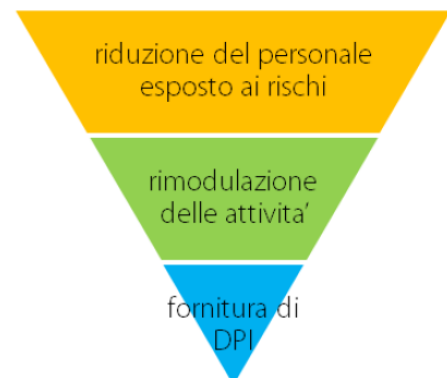 riduzione del personale
esposto ai rischi
rimodulazione
delle attivita’
fornitura di
DPI